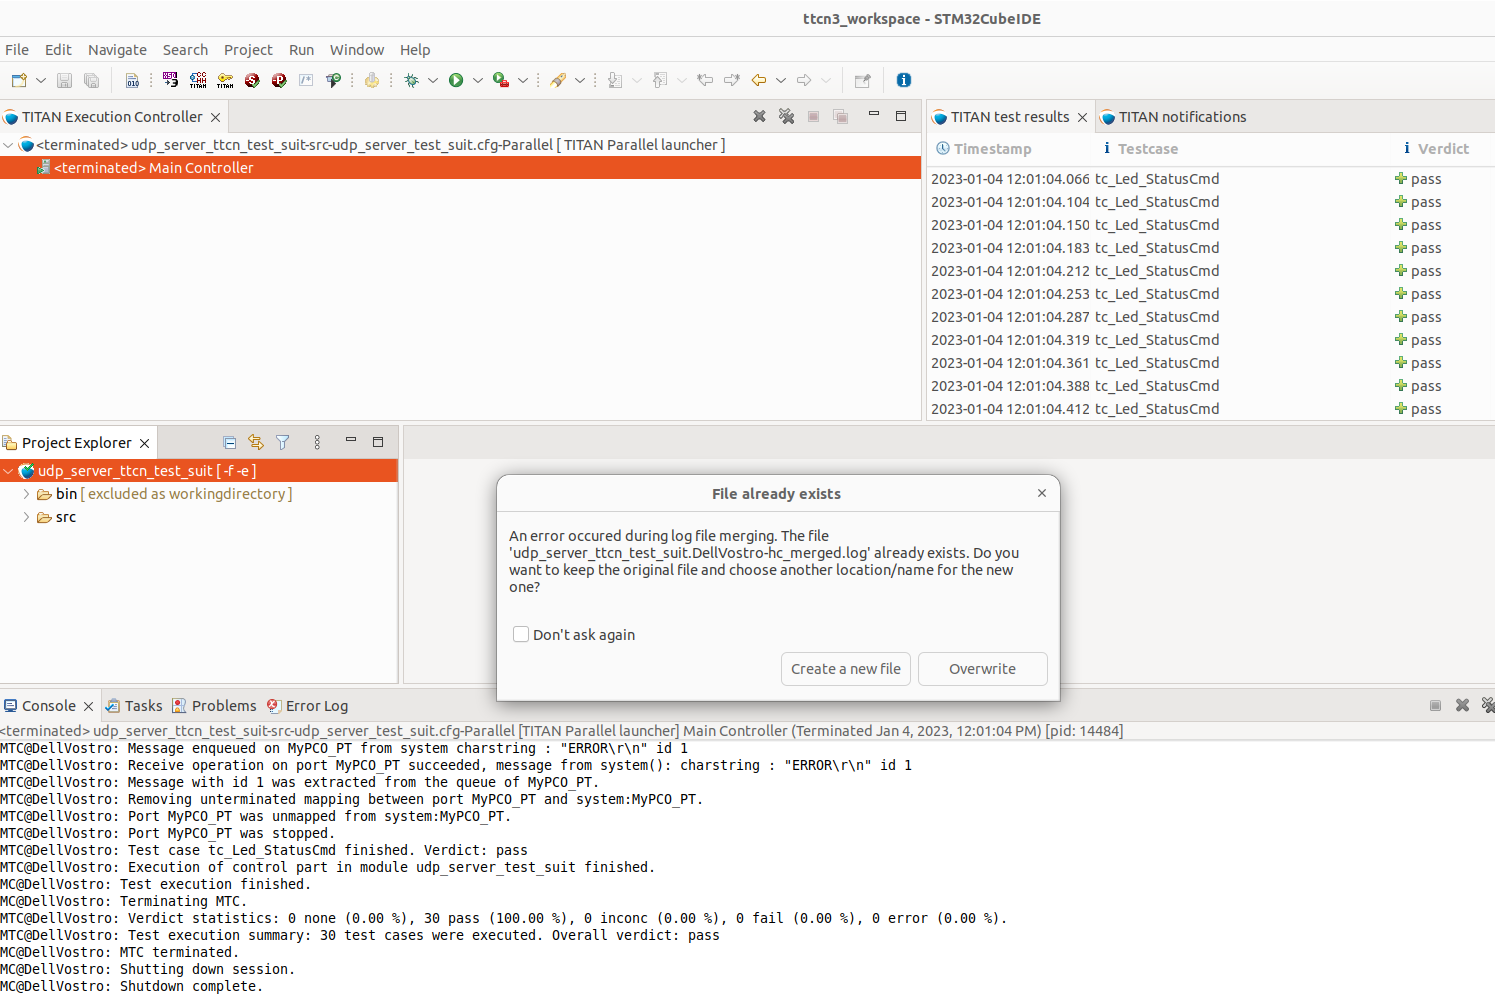 ttcn3_workspace - STM32CubeIDE
File Edit Navigate Search Project Run Window Help
TITAN Execution Controller
<terminated> udp_server_ttcn_test_suit-src-udp_server_test_suit.cfg-Parallel [ TITAN Parallel launcher ]
<terminated> Main Controller
TITAN test results TITAN notifications
Timestamp Testcase Verdict
2023-01-04 12:01:04.066 tc_Led_StatusCmd pass
2023-01-04 12:01:04.104 tc_Led_StatusCmd pass
2023-01-04 12:01:04.150 tc_Led_StatusCmd pass
2023-01-04 12:01:04.183 tc_Led_StatusCmd pass
2023-01-04 12:01:04.212 tc_Led_StatusCmd pass
2023-01-04 12:01:04.253 tc_Led_StatusCmd pass
2023-01-04 12:01:04.287 tc_Led_StatusCmd pass
2023-01-04 12:01:04.319 tc_Led_StatusCmd pass
2023-01-04 12:01:04.361 tc_Led_StatusCmd pass
2023-01-04 12:01:04.388 tc_Led_StatusCmd pass
2023-01-04 12:01:04.412 tc_Led_StatusCmd pass
Project Explorer
udp_server_ttcn_test_suit [ -f -e ]
bin [ excluded as workingdirectory ]
src
File already exists
An error occured during log file merging. The file
'udp_server_ttcn_test_suit.DellVostro-hc_merged.log' already exists. Do you
want to keep the original file and choose another location/name for the new
one?
Don't ask again
Create a new file Overwrite
Console Tasks Problems Error Log
<terminated> udp_server_ttcn_test_suit-src-udp_server_test_suit.cfg-Parallel [TITAN Parallel launcher] Main Controller (Terminated Jan 4, 2023, 12:01:04 PM) [pid: 14484]
MTC@DellVostro: Message enqueued on MyPCO_PT from system charstring : "ERROR\r\n" id 1
MTC@DellVostro: Receive operation on port MyPCO_PT succeeded, message from system(): charstring : "ERROR\r\n" id 1
MTC@DellVostro: Message with id 1 was extracted from the queue of MyPCO_PT.
MTC@DellVostro: Removing unterminated mapping between port MyPCO_PT and system:MyPCO_PT.
MTC@DellVostro: Port MyPCO_PT was unmapped from system:MyPCO_PT.
MTC@DellVostro: Port MyPCO_PT was stopped.
MTC@DellVostro: Test case tc_Led_StatusCmd finished. Verdict: pass
MTC@DellVostro: Execution of control part in module udp_server_test_suit finished.
MC@DellVostro: Test execution finished.
MC@DellVostro: Terminating MTC.
MTC@DellVostro: Verdict statistics: 0 none (0.00 %), 30 pass (100.00 %), 0 inconc (0.00 %), 0 fail (0.00 %), 0 error (0.00 %).
MTC@DellVostro: Test execution summary: 30 test cases were executed. Overall verdict: pass
MC@DellVostro: MTC terminated.
MC@DellVostro: Shutting down session.
MC@DellVostro: Shutdown complete.